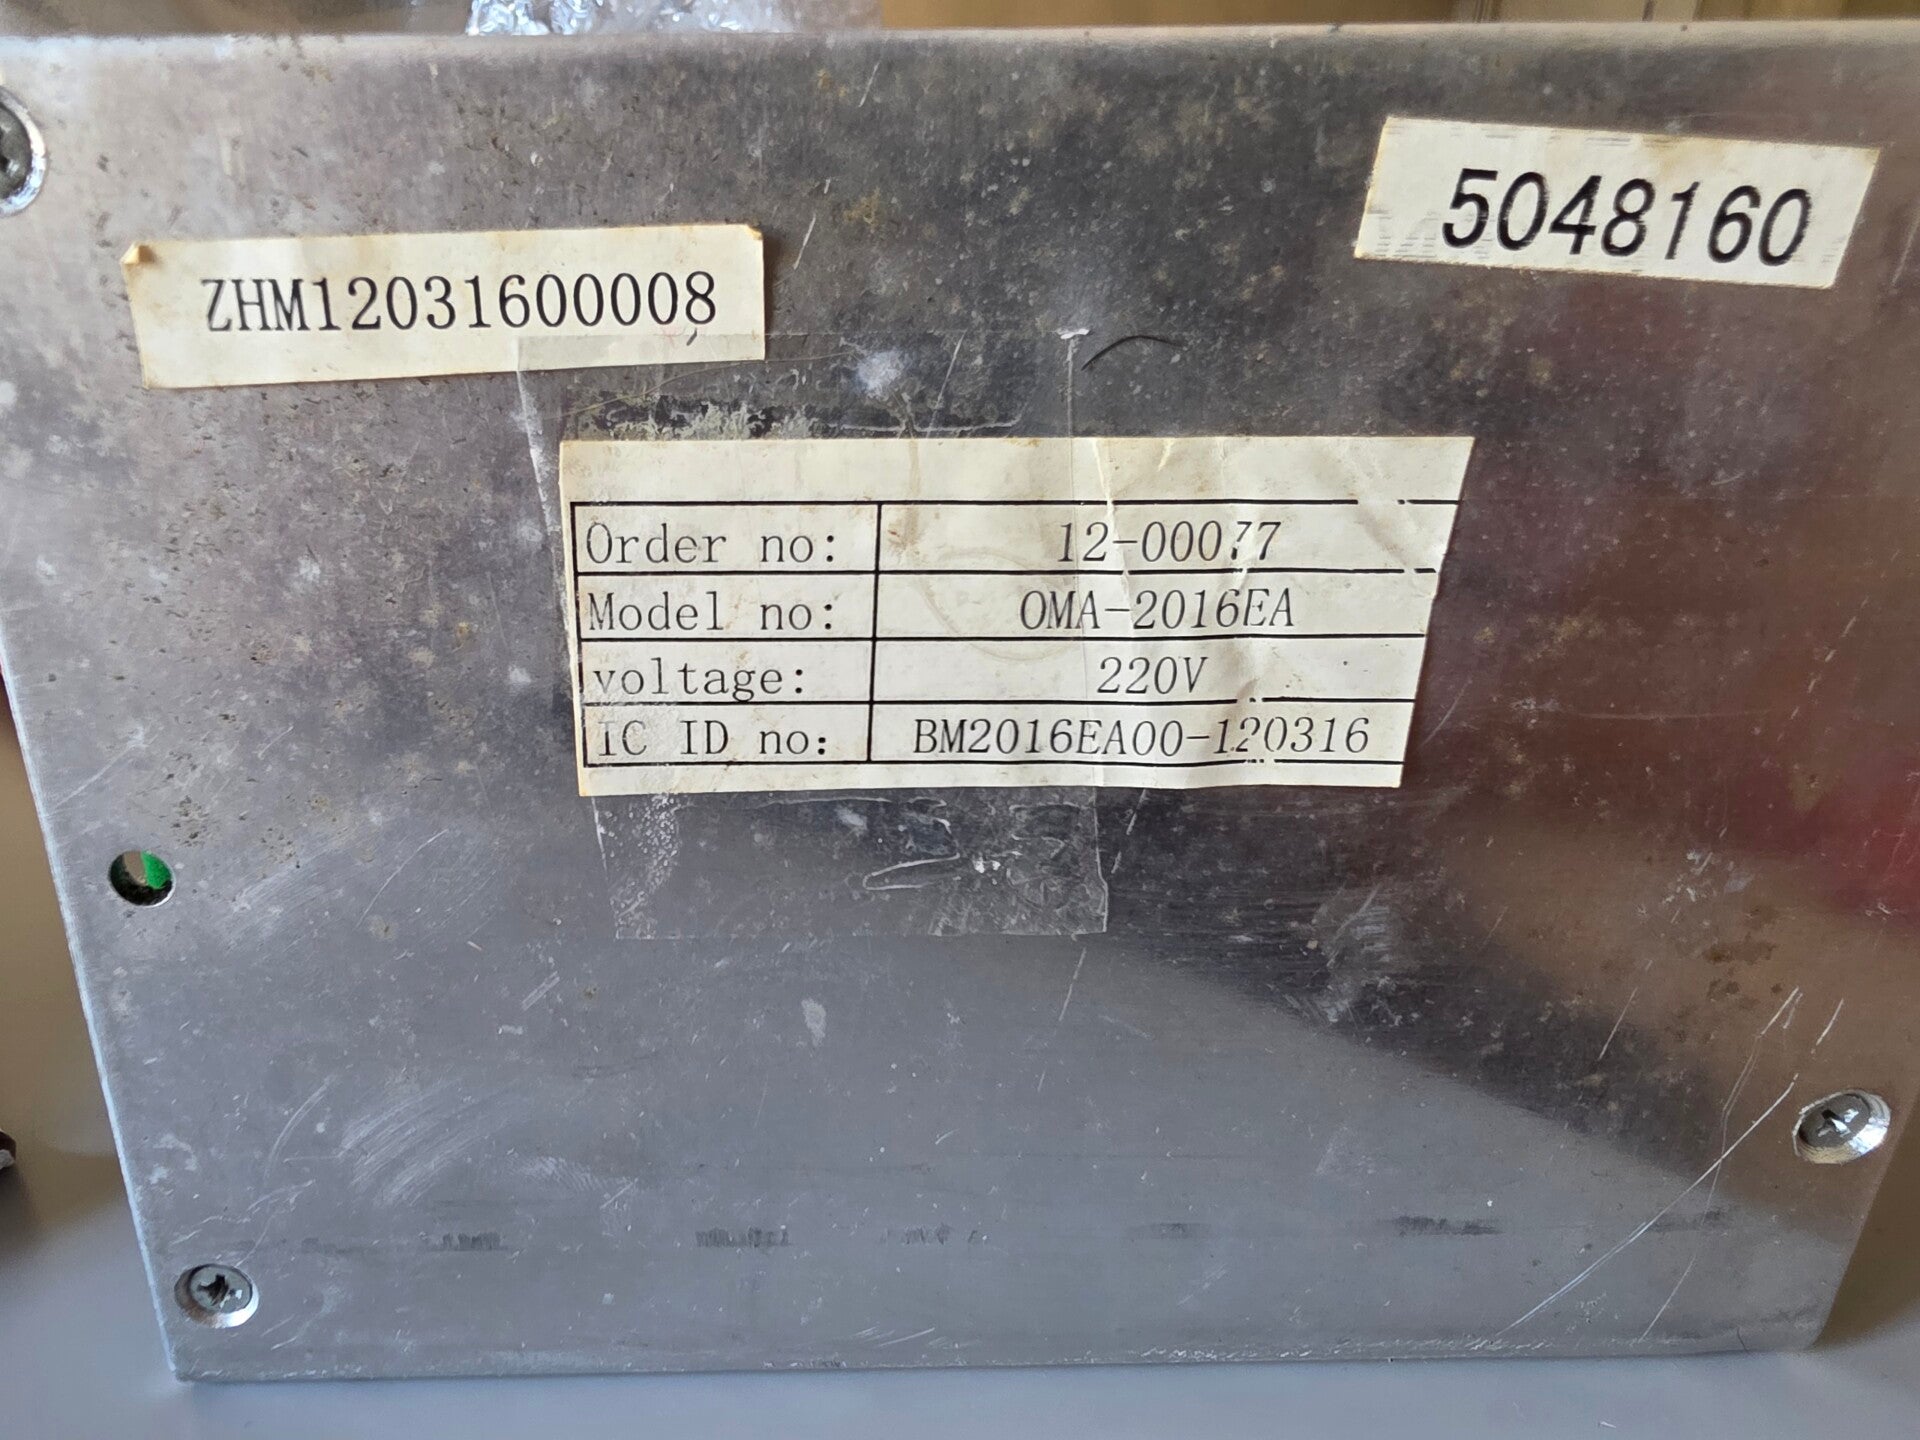 5048160
ZHM12031600008
Order no: 12-00077
Model no: OMA-2016EA
voltage: 220V
IC ID no: BM2016EA00-120316